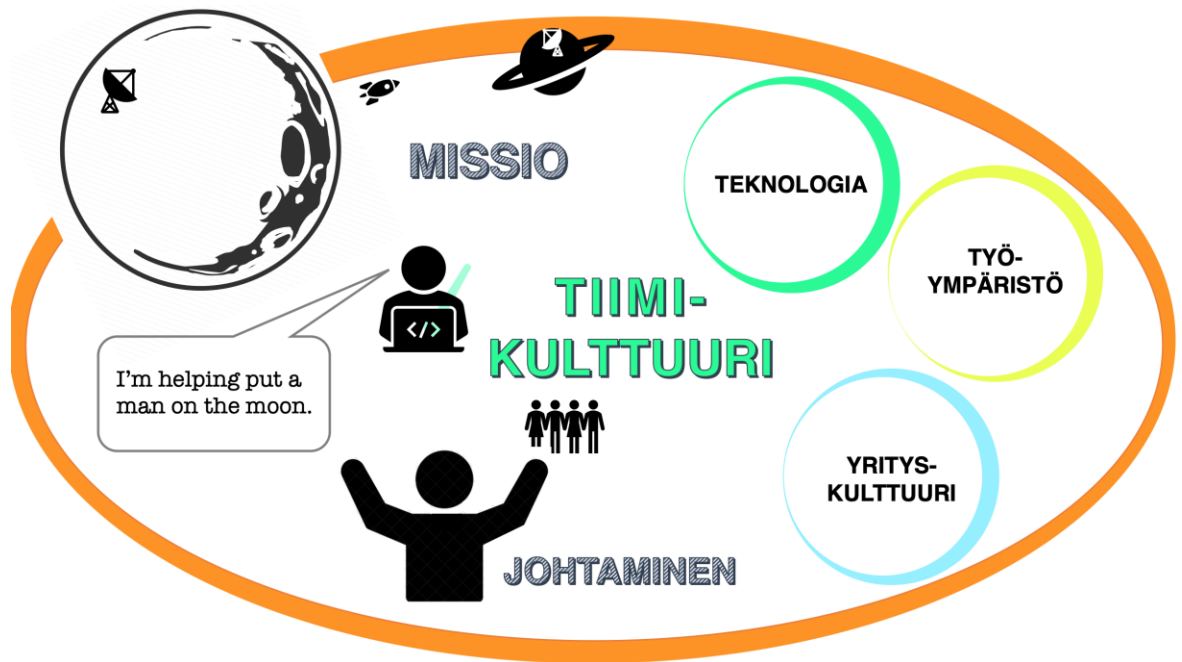 MISSIO
TEKNOLOGIA
TYÖ-
YMPÄRISTÖ
TIIMI-
KULTTUURI
</>
I'm helping put a
man on the moon.
YRITYS-
KULTTUURI
JOHTAMINEN